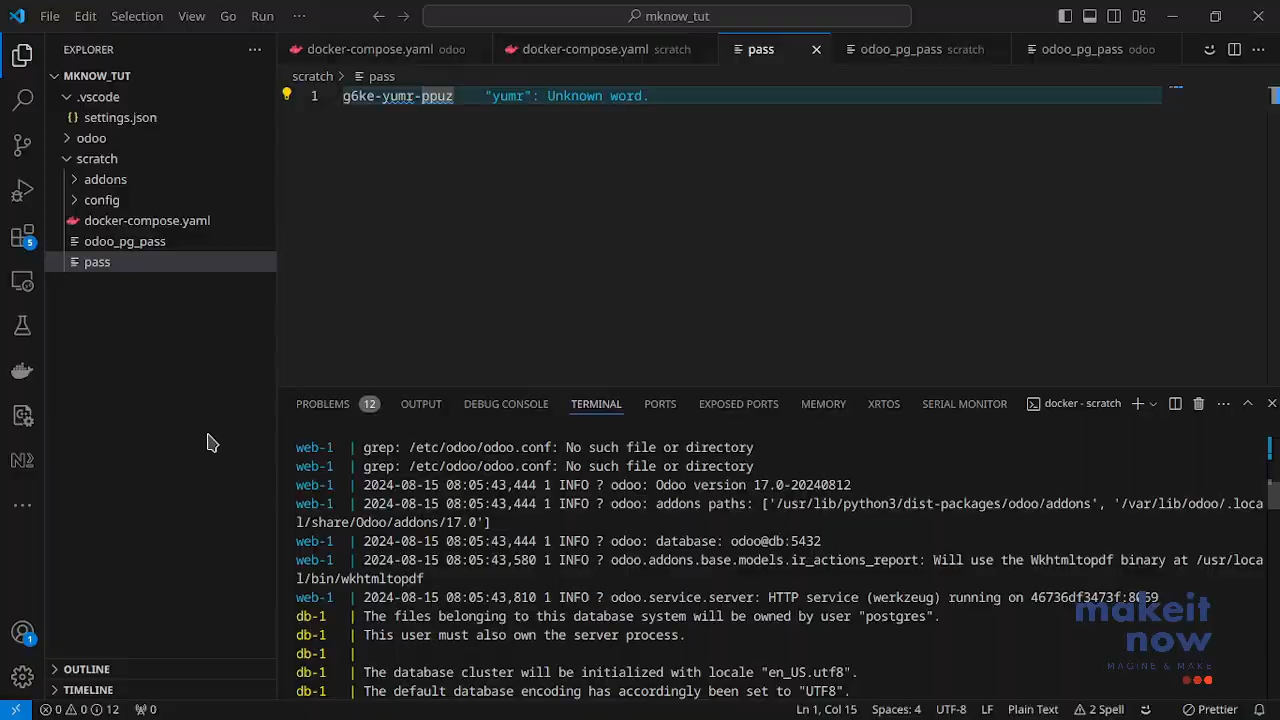 File Edit Selection View Go Run ··· mknow_tut
EXPLORER ···
docker-compose.yaml odoo docker-compose.yaml scratch pass odoo_pg_pass scratch odoo_pg_pass odoo
MKNOW_TUT
scratch > pass
.vscode
1 g6ke-yumr-ppuz "yumr": Unknown word.
{} settings.json
odoo
scratch
addons
config
docker-compose.yaml
odoo_pg_pass
pass
5
PROBLEMS 12 OUTPUT DEBUG CONSOLE TERMINAL PORTS EXPOSED PORTS MEMORY XRTOS SERIAL MONITOR docker - scratch
web-1 | grep: /etc/odoo/odoo.conf: No such file or directory
web-1 | grep: /etc/odoo/odoo.conf: No such file or directory
web-1 | 2024-08-15 08:05:43,444 1 INFO ? odoo: Odoo version 17.0-20240812
web-1 | 2024-08-15 08:05:43,444 1 INFO ? odoo: addons paths: ['/usr/lib/python3/dist-packages/odoo/addons', '/var/lib/odoo/.loca
l/share/Odoo/addons/17.0']
web-1 | 2024-08-15 08:05:43,444 1 INFO ? odoo: database: odoo@db:5432
web-1 | 2024-08-15 08:05:43,580 1 INFO ? odoo.addons.base.models.ir_actions_report: Will use the Wkhtmltopdf binary at /usr/loca
l/bin/wkhtmltopdf
web-1 | 2024-08-15 08:05:43,810 1 INFO ? odoo.service.server: HTTP service (werkzeug) running on 46736df3473f:8069
db-1 | The files belonging to this database system will be owned by user "postgres".
db-1 | This user must also own the server process.
db-1 |
db-1 | The database cluster will be initialized with locale "en_US.utf8".
db-1 | The default database encoding has accordingly been set to "UTF8".
makeit
now
IMAGINE & MAKE
1
OUTLINE
TIMELINE
0 0 12 0 Ln 1, Col 15 Spaces: 4 UTF-8 LF Plain Text 2 Spell Prettier